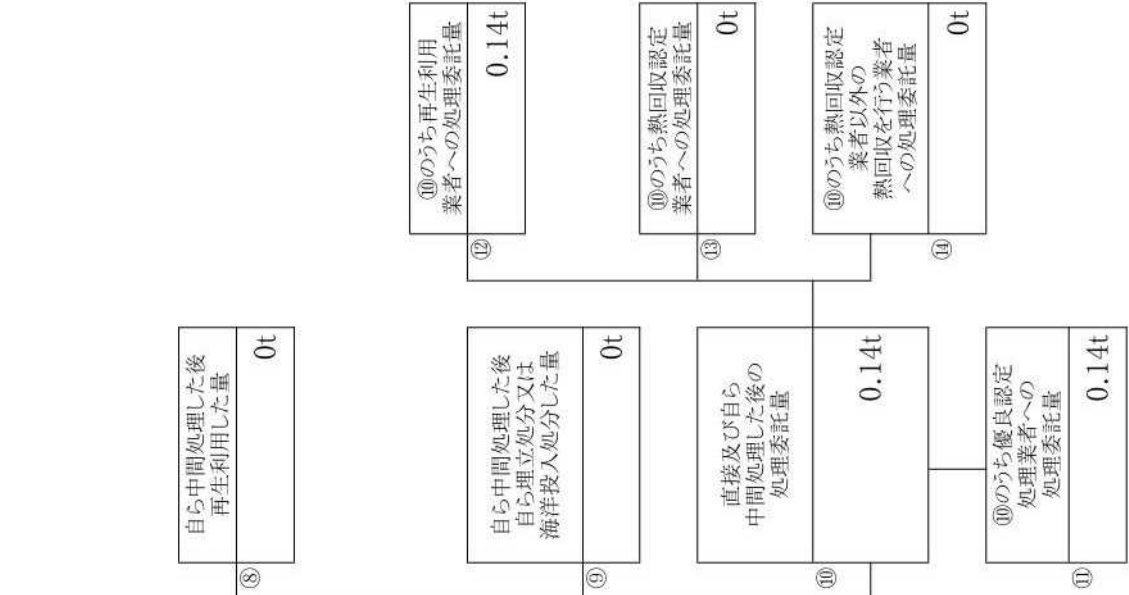 ⑧
自ら中間処理した後
再生利用した量
0t
⑨
自ら中間処理した後
自ら埋立処分又は
海洋投入処分した量
0t
⑩
直接及び自ら
中間処理した後の
処理委託量
0.14t
⑪
⑩のうち優良認定
処理業者への
処理委託量
0.14t
⑫
⑩のうち再生利用
業者への処理委託量
0.14t
⑬
⑩のうち熱回収認定
業者への処理委託量
0t
⑭
⑩のうち熱回収認定
業者以外の
熱回収を行う業者
への処理委託量
0t